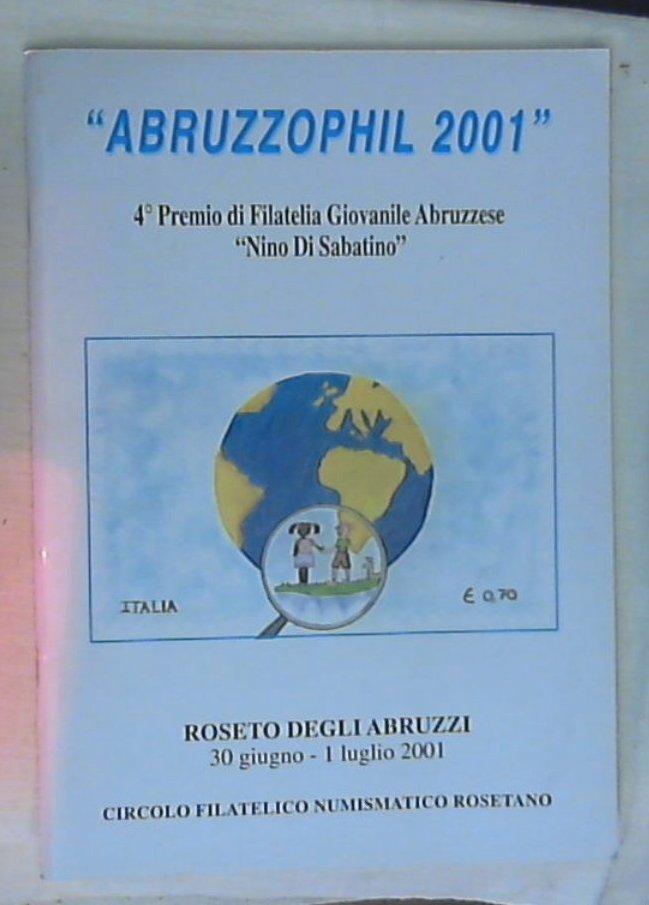 “ABRUZZOPHIL 2001”
4° Premio di Filatelia Giovanile Abruzzese
“Nino Di Sabatino”
ITALIA
€ 0,70
ROSETO DEGLI ABRUZZI
30 giugno - 1 luglio 2001
CIRCOLO FILATELICO NUMISMATICO ROSETANO